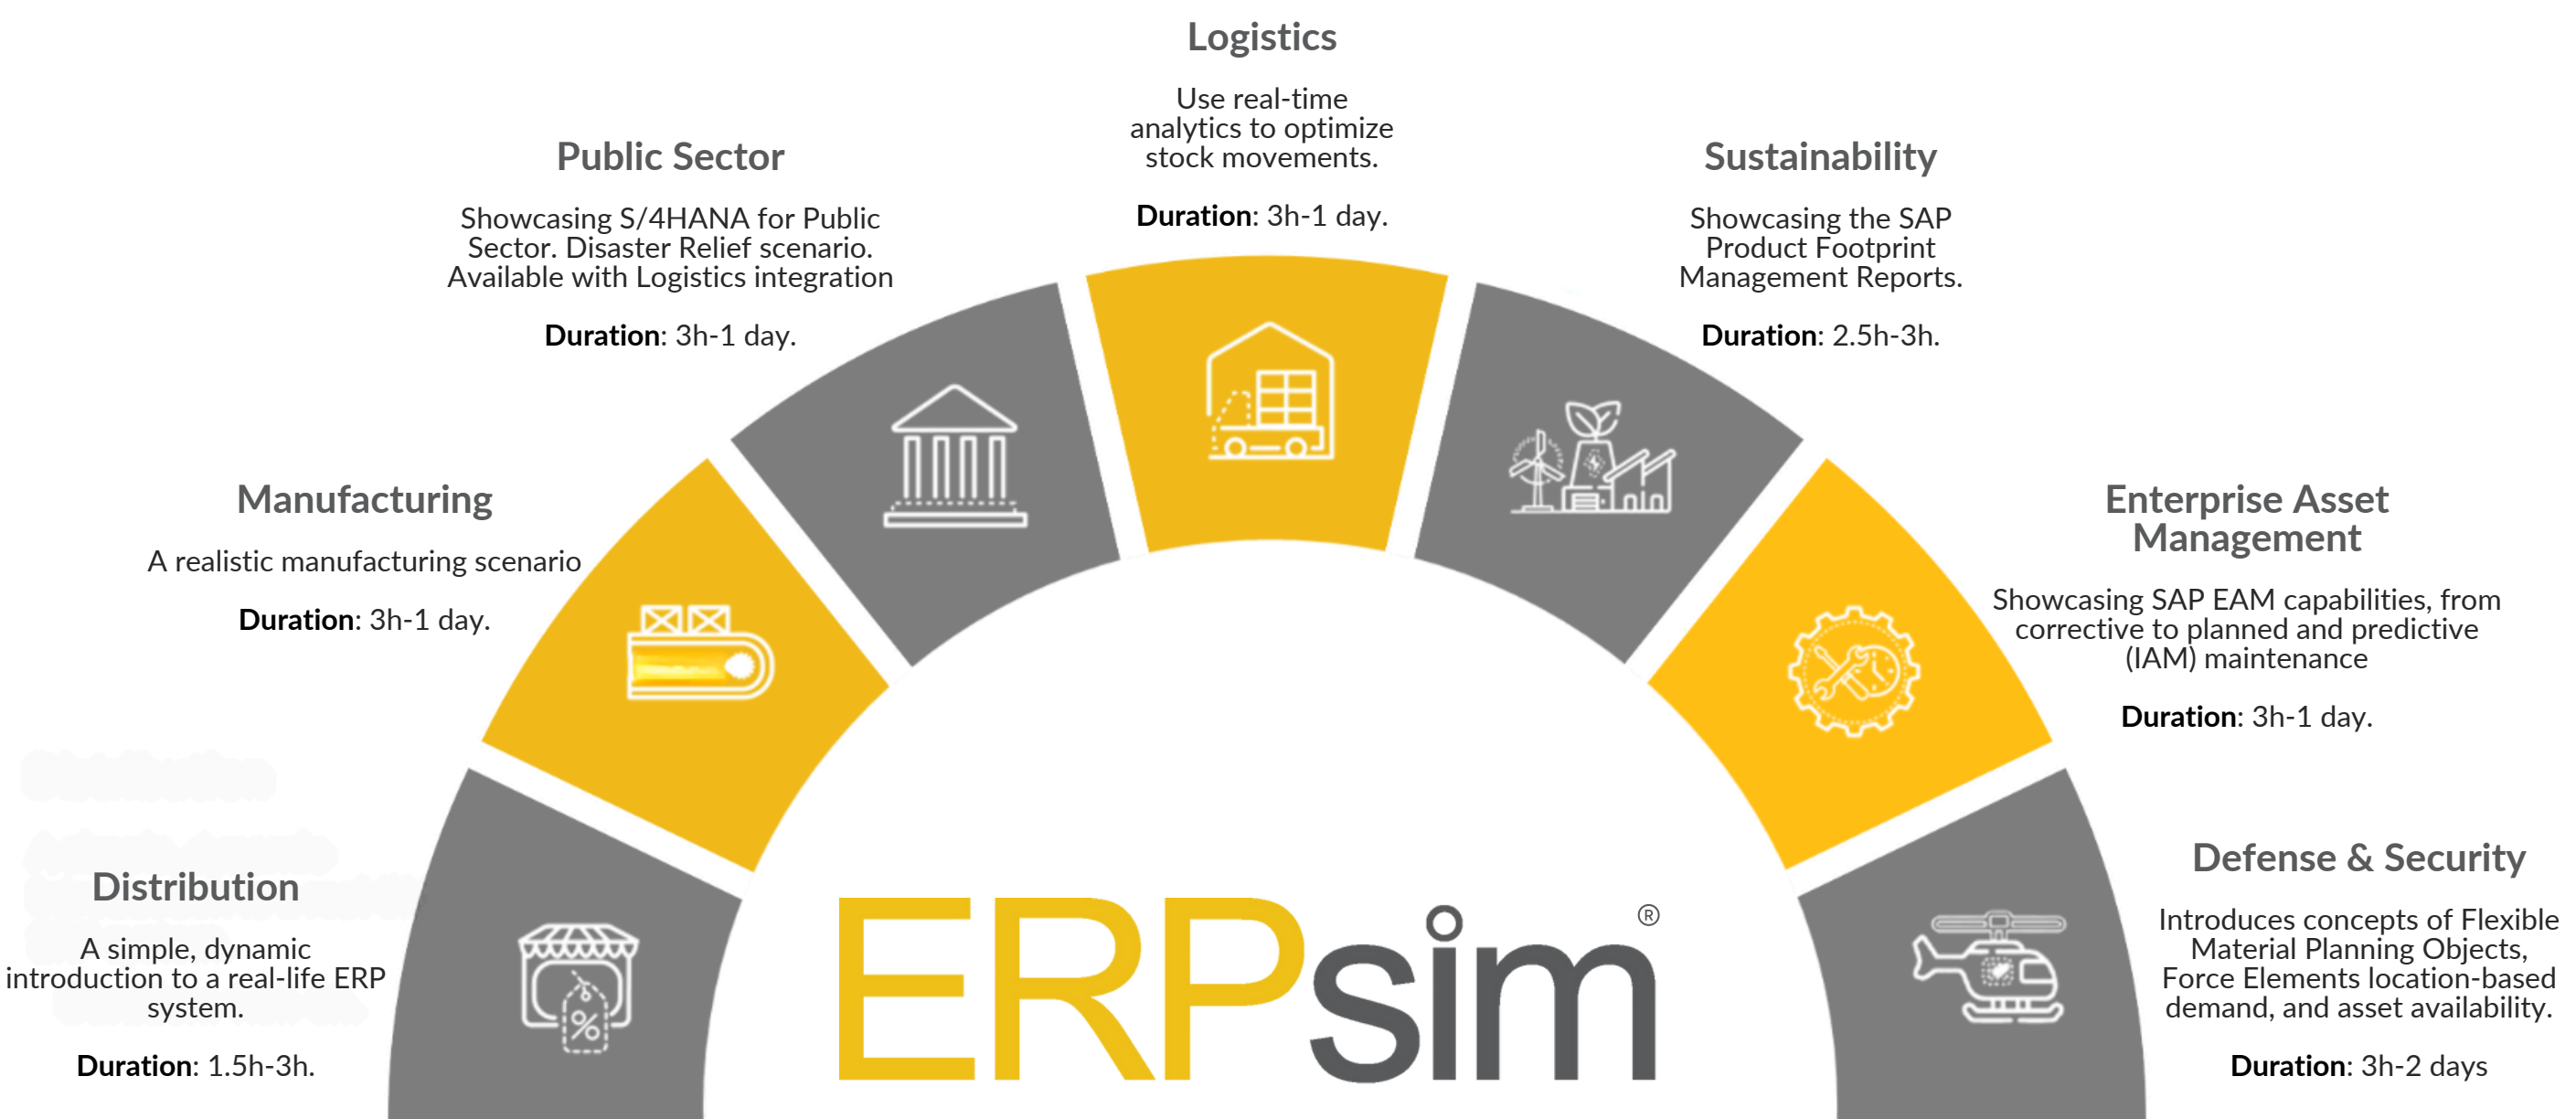 Logistics
Use real-time
analytics to optimize
stock movements.
Duration: 3h-1 day.
Public Sector
Showcasing S/4HANA for Public
Sector. Disaster Relief scenario.
Available with Logistics integration
Duration: 3h-1 day.
Sustainability
Showcasing the SAP
Product Footprint
Management Reports.
Duration: 2.5h-3h.
Manufacturing
A realistic manufacturing scenario
Duration: 3h-1 day.
Enterprise Asset
Management
Showcasing SAP EAM capabilities, from
corrective to planned and predictive
(IAM) maintenance
Duration: 3h-1 day.
Distribution
A simple, dynamic
introduction to a real-life ERP
system.
Duration: 1.5h-3h.
%
ERPsim®
Defense & Security
Introduces concepts of Flexible
Material Planning Objects,
Force Elements location-based
demand, and asset availability.
Duration: 3h-2 days